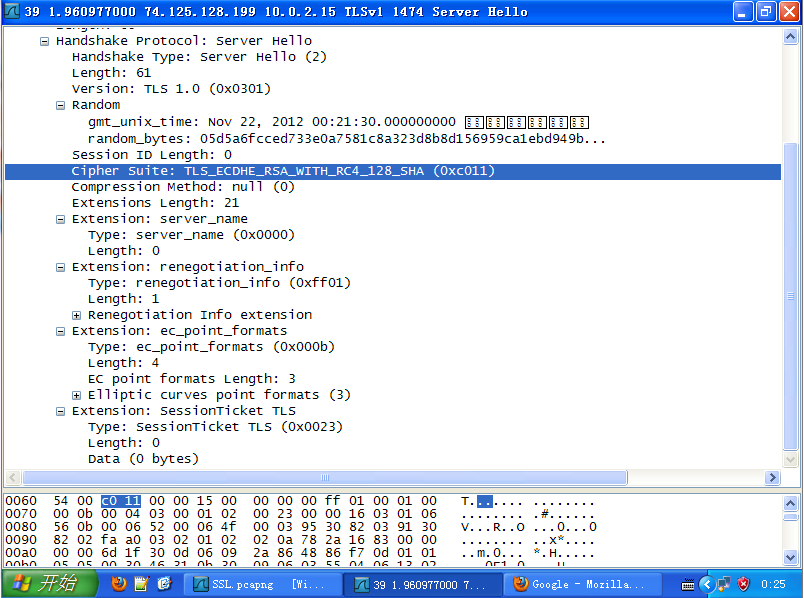 39 1.960977000 74.125.128.199 10.0.2.15 TLSv1 1474 Server Hello
Handshake Protocol: Server Hello
Handshake Type: Server Hello (2)
Length: 61
Version: TLS 1.0 (0x0301)
Random
gmt_unix_time: Nov 22, 2012 00:21:30.000000000
random_bytes: 05d5a6fcced733e0a7581c8a323d8b8d156959ca1ebd949b...
Session ID Length: 0
Cipher Suite: TLS_ECDHE_RSA_WITH_RC4_128_SHA (0xc011)
Compression Method: null (0)
Extensions Length: 21
Extension: server_name
Type: server_name (0x0000)
Length: 0
Extension: renegotiation_info
Type: renegotiation_info (0xff01)
Length: 1
Renegotiation Info extension
Extension: ec_point_formats
Type: ec_point_formats (0x000b)
Length: 4
EC point formats Length: 3
Elliptic curves point formats (3)
Extension: SessionTicket TLS
Type: SessionTicket TLS (0x0023)
Length: 0
Data (0 bytes)
0060 54 00 c0 11 00 00 15 00 00 00 00 ff 01 00 01 00 T....... ........
0070 00 0b 00 04 03 00 01 02 00 23 00 00 16 03 01 06 ........ .#......
0080 56 0b 00 06 52 00 06 4f 00 03 95 30 82 03 91 30 V...R..O ...0...0
0090 82 02 fa a0 03 02 01 02 02 0a 78 2a 16 83 00 00 ........ ..x*....
00a0 00 00 6d 1f 30 0d 06 09 2a 86 48 86 f7 0d 01 01 ..m.0... *.H.....
开始 SSL.pcapng [Wi... 39 1.960977000 7... Google - Mozilla... 0:25